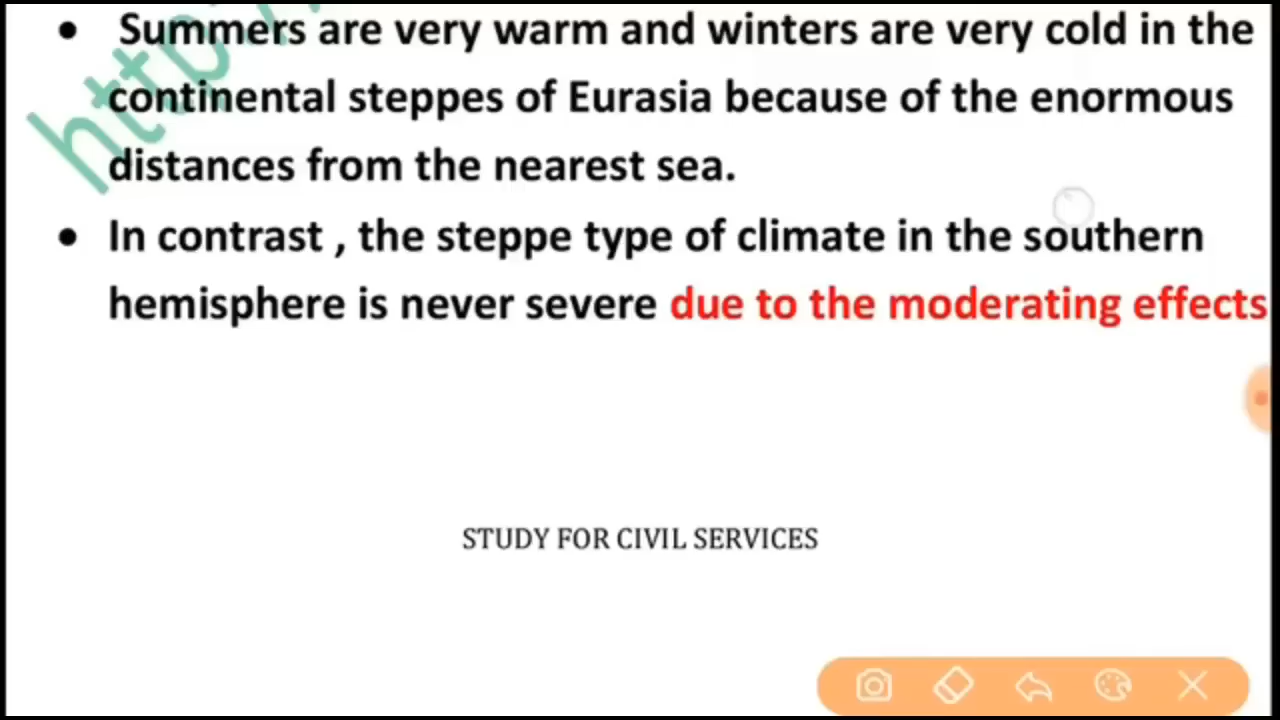 http:/
• Summers are very warm and winters are very cold in the
continental steppes of Eurasia because of the enormous
distances from the nearest sea.
• In contrast , the steppe type of climate in the southern
hemisphere is never severe due to the moderating effects
STUDY FOR CIVIL SERVICES